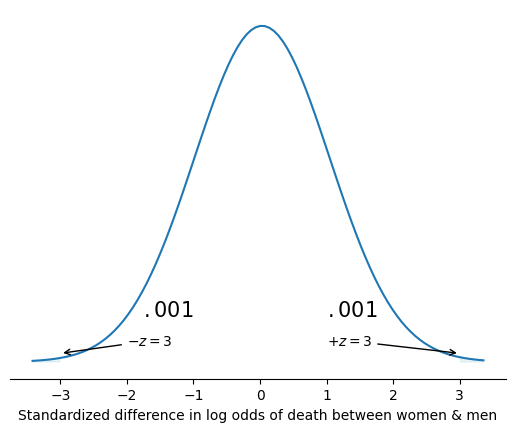 .001 .001
−z = 3 +z = 3
−3 −2 −1 0 1 2 3
Standardized difference in log odds of death between women & men